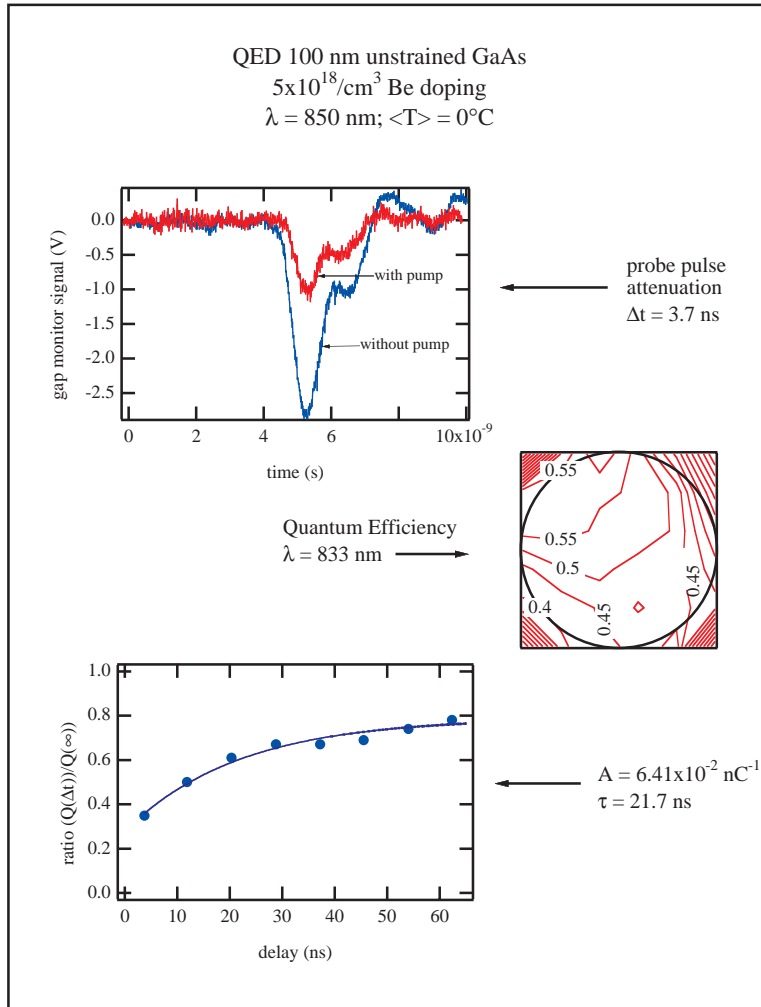 QED 100 nm unstrained GaAs
5x10^18/cm^3 Be doping
λ = 850 nm; <T> = 0°C
gap monitor signal (V)
0.0
-0.5
-1.0
-1.5
-2.0
-2.5
with pump
without pump
0
2
4
6
10x10^-9
time (s)
probe pulse
attenuation
Δt = 3.7 ns
Quantum Efficiency
λ = 833 nm
0.55
0.55
0.5
0.45
0.4
0.45
ratio (Q(Δt))/Q(∞))
1.0
0.8
0.6
0.4
0.2
0.0
0
10
20
30
40
50
60
delay (ns)
A = 6.41x10^-2 nC^-1
τ = 21.7 ns